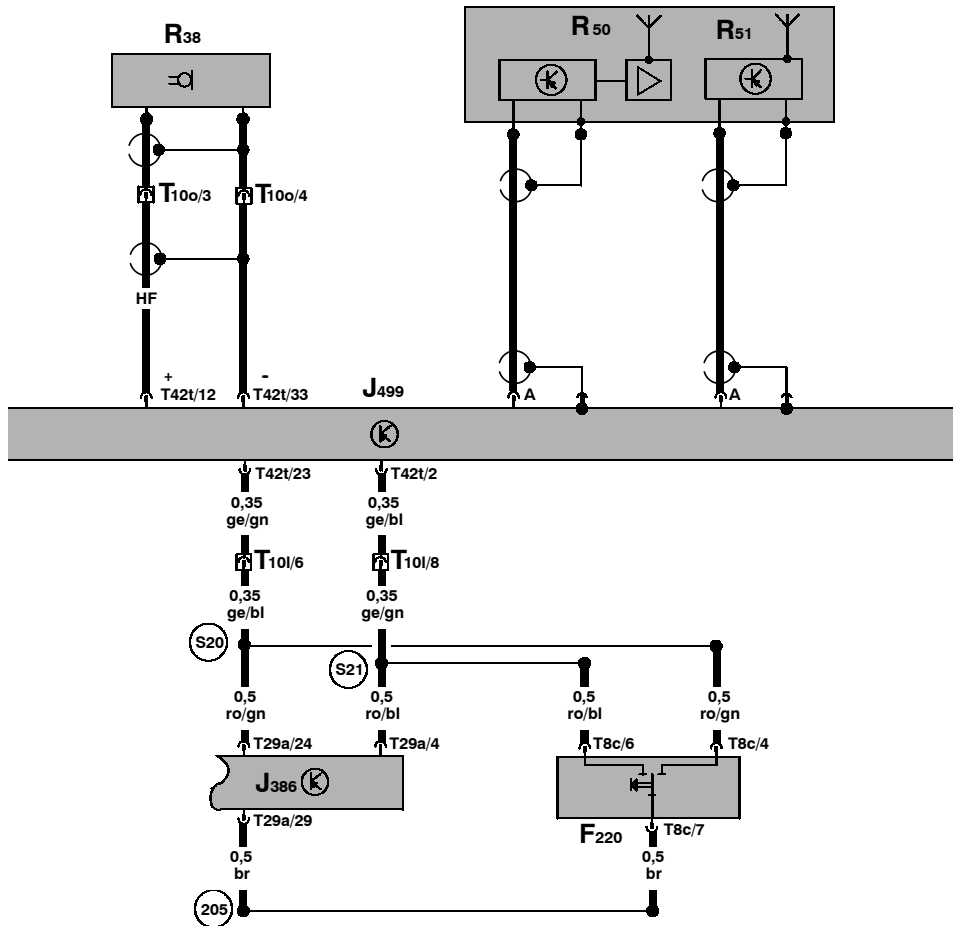 R50 R51
R38
T10o/3 T10o/4
HF
+ -
T42t/12 T42t/33 J499 A A
T42t/23 T42t/2
0,35 0,35
ge/gn ge/bl
T10l/6 T10l/8
0,35 0,35
ge/bl ge/gn
S20
S21
0,5 0,5 0,5 0,5
ro/gn ro/bl ro/bl ro/gn
T29a/24 T29a/4 T8c/6 T8c/4
J386
T29a/29 T8c/7
F220
0,5 0,5
br br
205